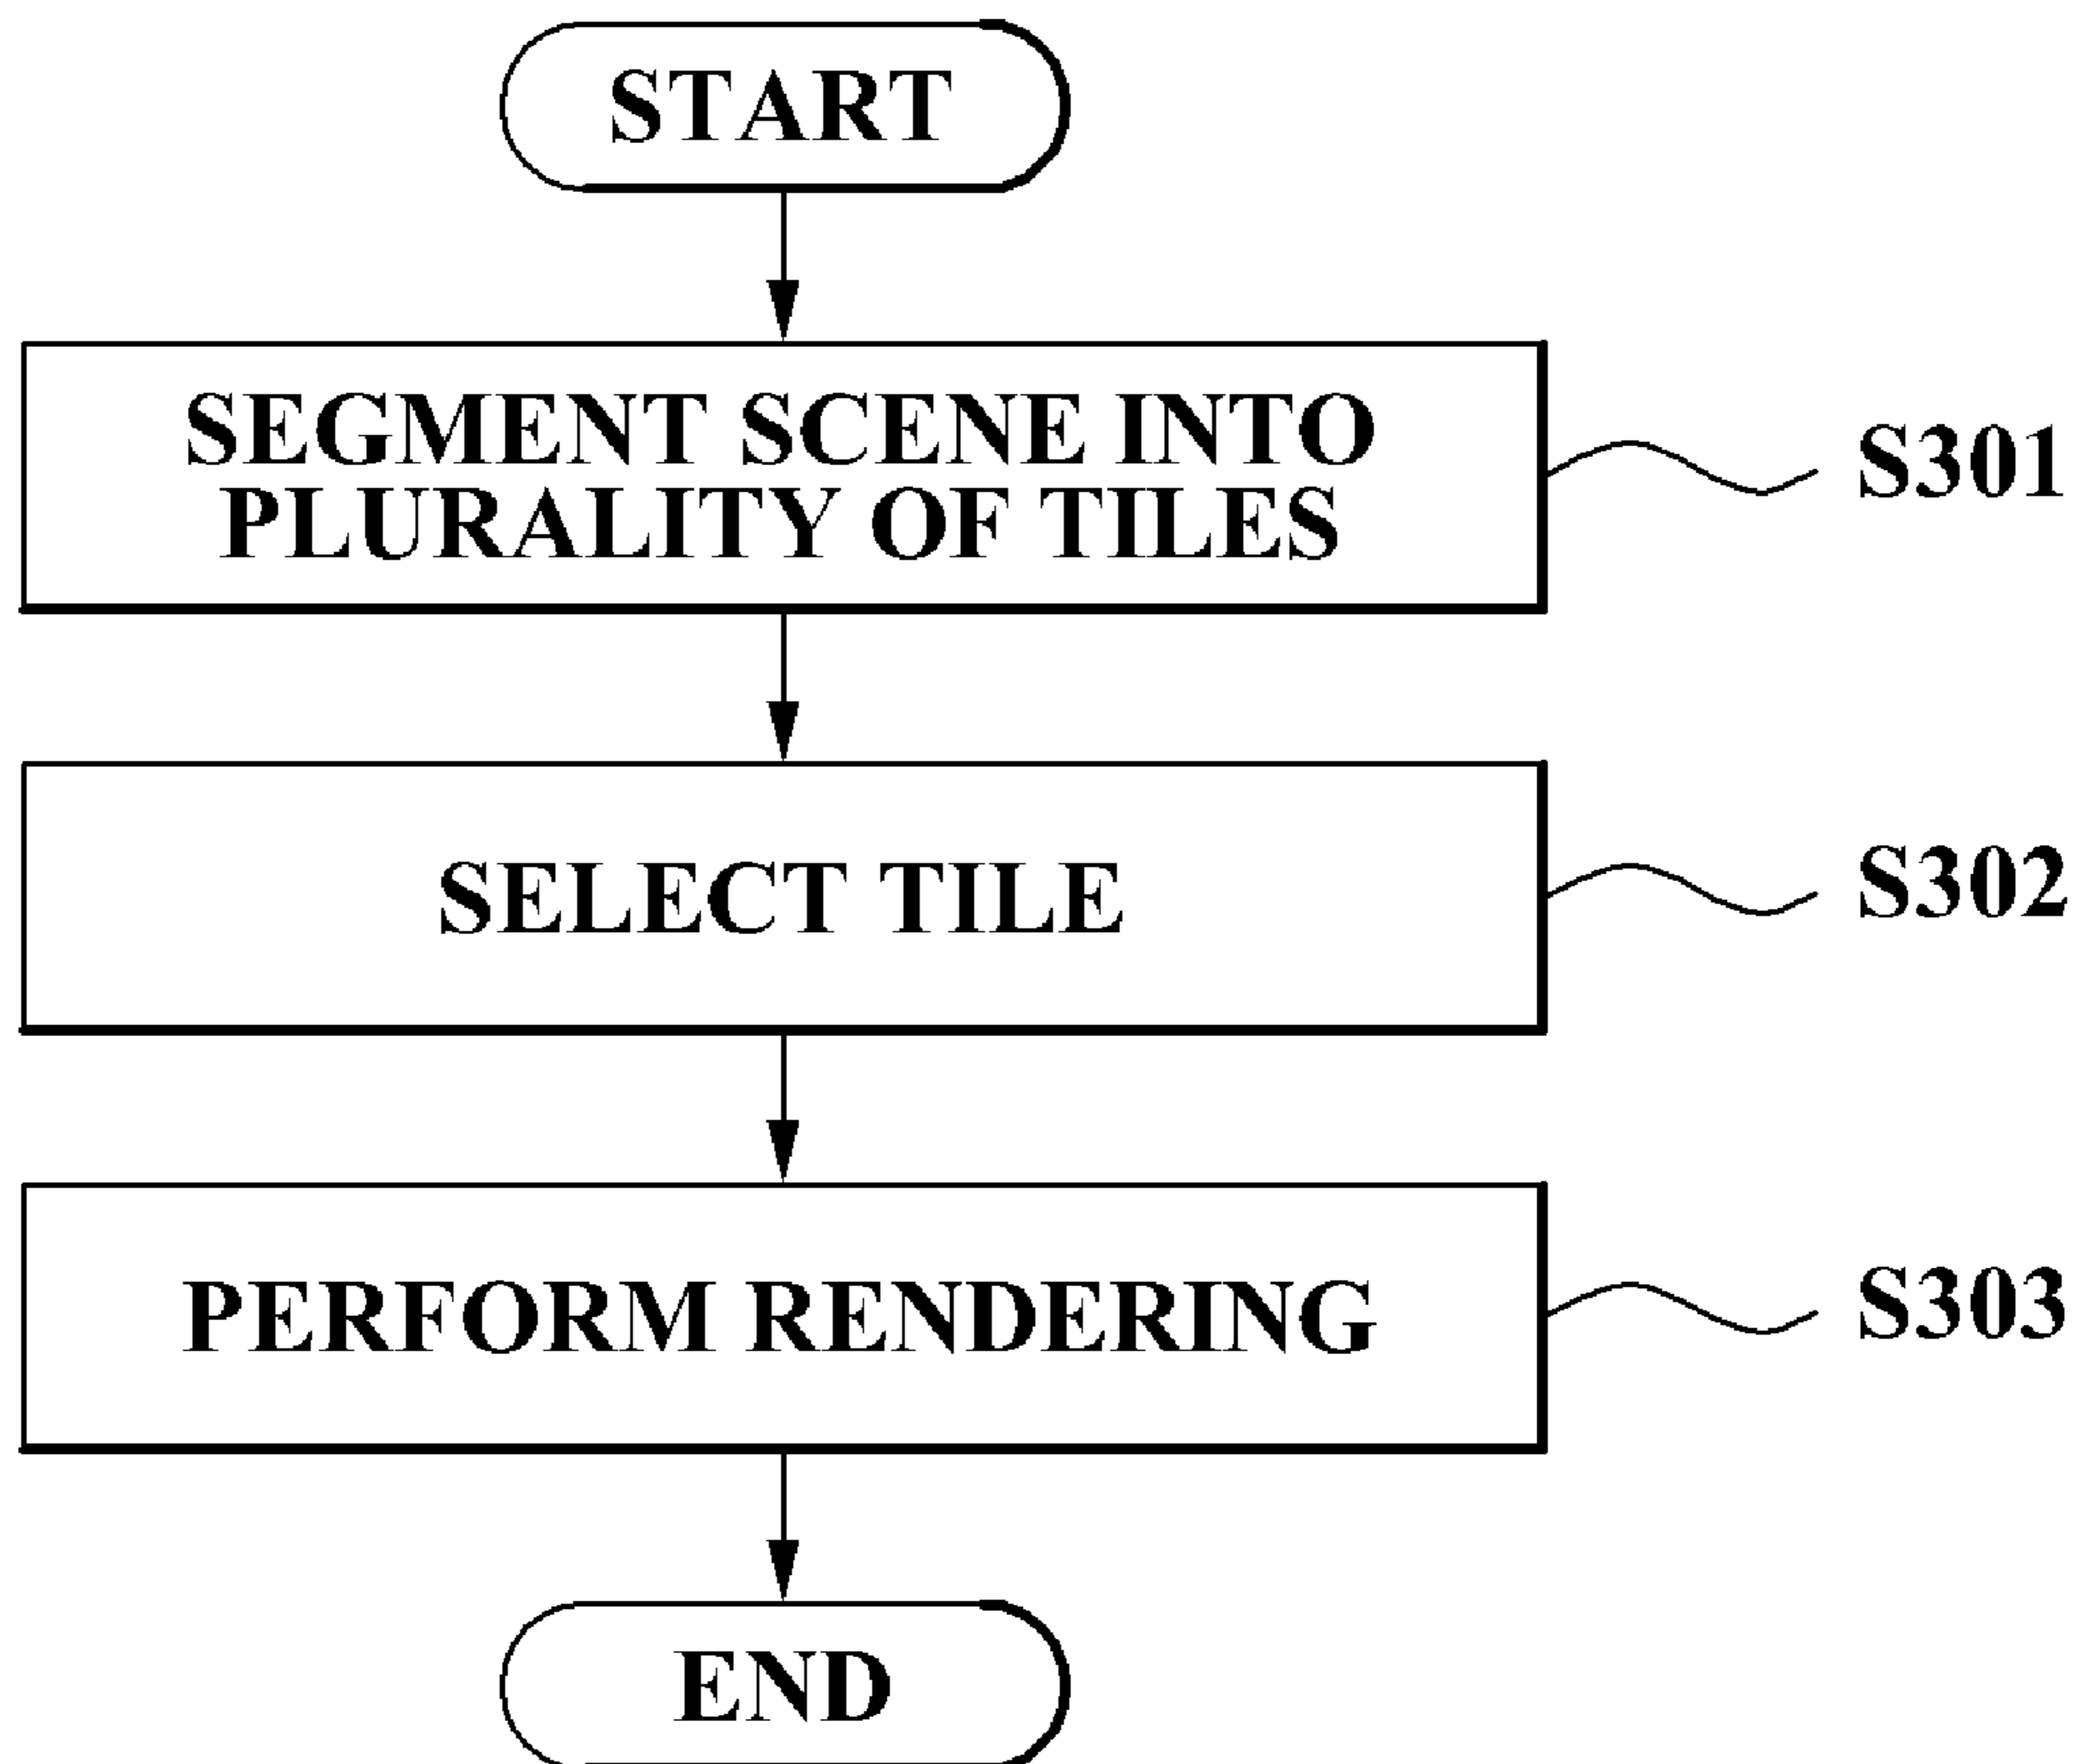 START
SEGMENT SCENE INTO
PLURALITY OF TILES
S301
SELECT TILE
S302
PERFORM RENDERING
S303
END